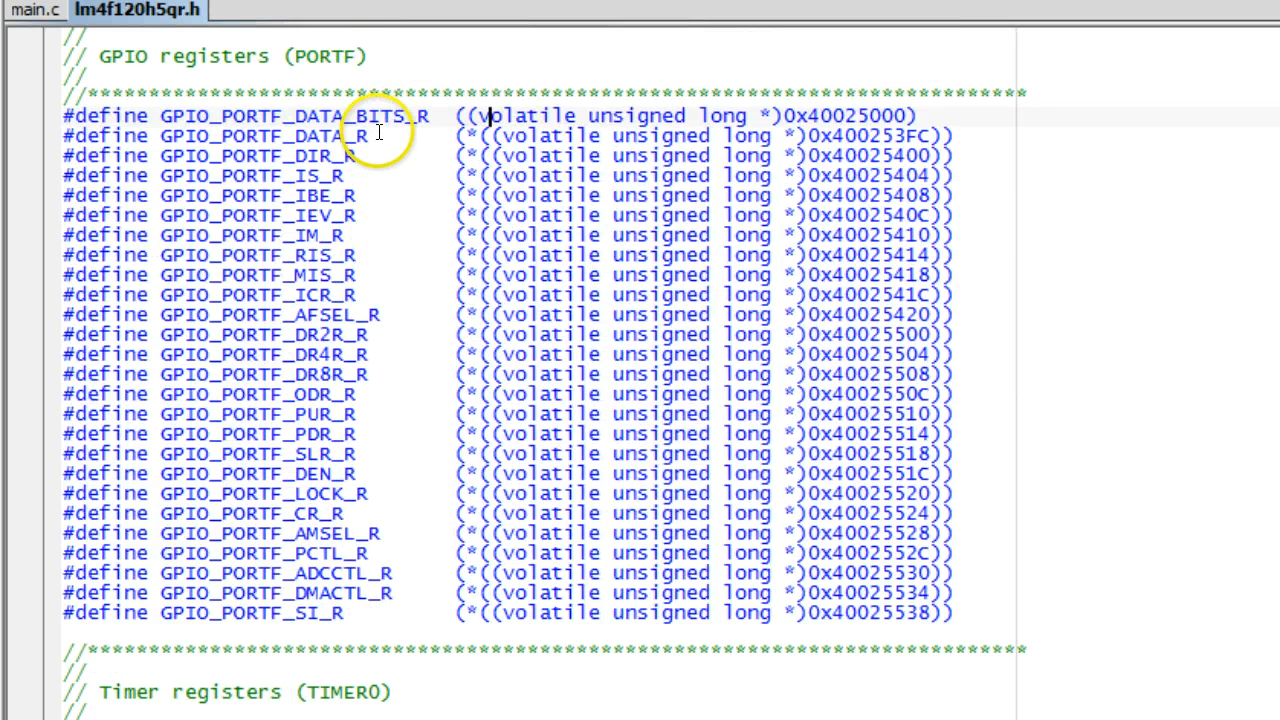 main.c lm4f120h5qr.h
//
// GPIO registers (PORTF)
//
//*****************************************************************************
#define GPIO_PORTF_DATA_BITS_R ((volatile unsigned long *)0x40025000)
#define GPIO_PORTF_DATA_R (*((volatile unsigned long *)0x400253FC))
#define GPIO_PORTF_DIR_R (*((volatile unsigned long *)0x40025400))
#define GPIO_PORTF_IS_R (*((volatile unsigned long *)0x40025404))
#define GPIO_PORTF_IBE_R (*((volatile unsigned long *)0x40025408))
#define GPIO_PORTF_IEV_R (*((volatile unsigned long *)0x4002540C))
#define GPIO_PORTF_IM_R (*((volatile unsigned long *)0x40025410))
#define GPIO_PORTF_RIS_R (*((volatile unsigned long *)0x40025414))
#define GPIO_PORTF_MIS_R (*((volatile unsigned long *)0x40025418))
#define GPIO_PORTF_ICR_R (*((volatile unsigned long *)0x4002541C))
#define GPIO_PORTF_AFSEL_R (*((volatile unsigned long *)0x40025420))
#define GPIO_PORTF_DR2R_R (*((volatile unsigned long *)0x40025500))
#define GPIO_PORTF_DR4R_R (*((volatile unsigned long *)0x40025504))
#define GPIO_PORTF_DR8R_R (*((volatile unsigned long *)0x40025508))
#define GPIO_PORTF_ODR_R (*((volatile unsigned long *)0x4002550C))
#define GPIO_PORTF_PUR_R (*((volatile unsigned long *)0x40025510))
#define GPIO_PORTF_PDR_R (*((volatile unsigned long *)0x40025514))
#define GPIO_PORTF_SLR_R (*((volatile unsigned long *)0x40025518))
#define GPIO_PORTF_DEN_R (*((volatile unsigned long *)0x4002551C))
#define GPIO_PORTF_LOCK_R (*((volatile unsigned long *)0x40025520))
#define GPIO_PORTF_CR_R (*((volatile unsigned long *)0x40025524))
#define GPIO_PORTF_AMSEL_R (*((volatile unsigned long *)0x40025528))
#define GPIO_PORTF_PCTL_R (*((volatile unsigned long *)0x4002552C))
#define GPIO_PORTF_ADCCTL_R (*((volatile unsigned long *)0x40025530))
#define GPIO_PORTF_DMACTL_R (*((volatile unsigned long *)0x40025534))
#define GPIO_PORTF_SI_R (*((volatile unsigned long *)0x40025538))
//*****************************************************************************
//
// Timer registers (TIMER0)
//